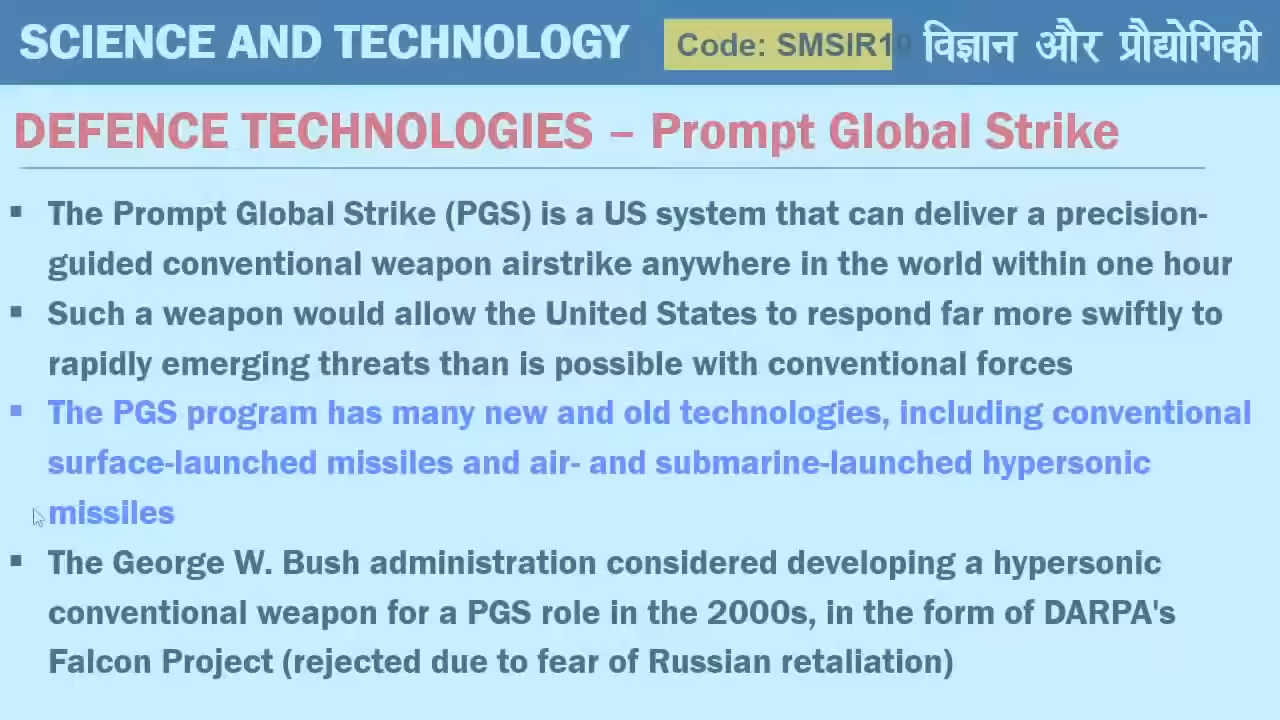 SCIENCE AND TECHNOLOGY
Code: SMSIR10
विज्ञान और प्रौद्योगिकी
DEFENCE TECHNOLOGIES – Prompt Global Strike
▪ The Prompt Global Strike (PGS) is a US system that can deliver a precision-
guided conventional weapon airstrike anywhere in the world within one hour
▪ Such a weapon would allow the United States to respond far more swiftly to
rapidly emerging threats than is possible with conventional forces
▪ The PGS program has many new and old technologies, including conventional
surface-launched missiles and air- and submarine-launched hypersonic
missiles
▪ The George W. Bush administration considered developing a hypersonic
conventional weapon for a PGS role in the 2000s, in the form of DARPA's
Falcon Project (rejected due to fear of Russian retaliation)